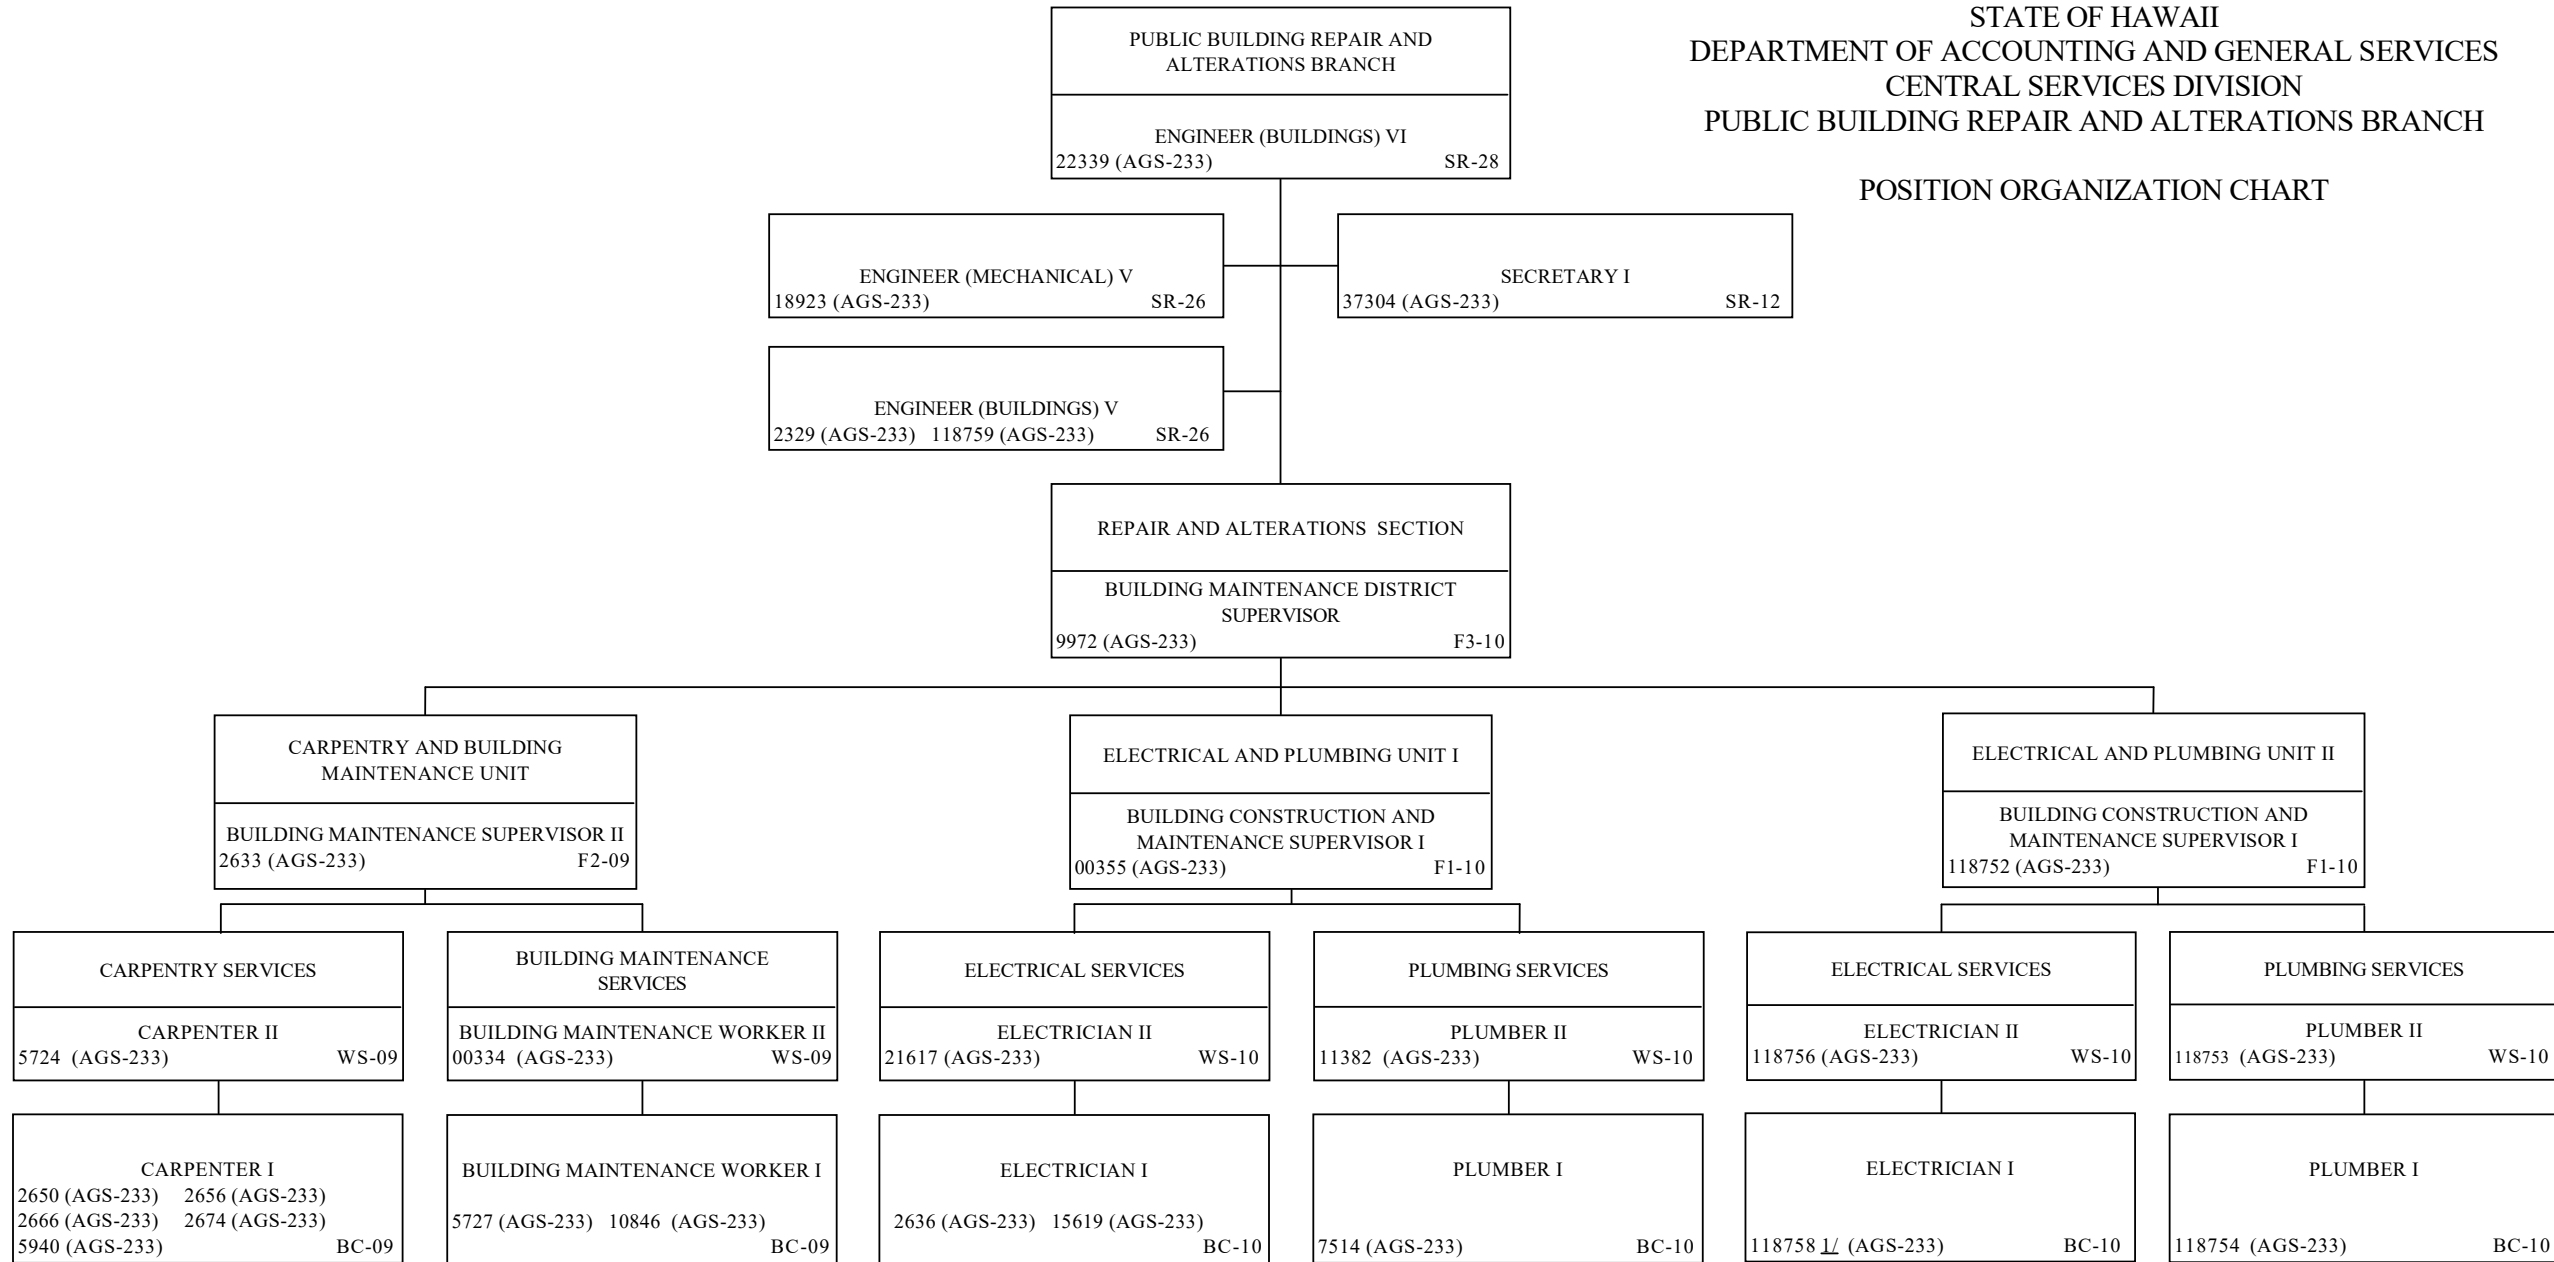 STATE OF HAWAII
DEPARTMENT OF ACCOUNTING AND GENERAL SERVICES
CENTRAL SERVICES DIVISION
PUBLIC BUILDING REPAIR AND ALTERATIONS BRANCH
POSITION ORGANIZATION CHART
PUBLIC BUILDING REPAIR AND
ALTERATIONS BRANCH
ENGINEER (BUILDINGS) VI
22339 (AGS-233) SR-28
ENGINEER (MECHANICAL) V
18923 (AGS-233) SR-26
SECRETARY I
37304 (AGS-233) SR-12
ENGINEER (BUILDINGS) V
2329 (AGS-233) 118759 (AGS-233) SR-26
REPAIR AND ALTERATIONS SECTION
BUILDING MAINTENANCE DISTRICT
SUPERVISOR
9972 (AGS-233) F3-10
CARPENTRY AND BUILDING
MAINTENANCE UNIT
BUILDING MAINTENANCE SUPERVISOR II
2633 (AGS-233) F2-09
ELECTRICAL AND PLUMBING UNIT I
BUILDING CONSTRUCTION AND
MAINTENANCE SUPERVISOR I
00355 (AGS-233) F1-10
ELECTRICAL AND PLUMBING UNIT II
BUILDING CONSTRUCTION AND
MAINTENANCE SUPERVISOR I
118752 (AGS-233) F1-10
CARPENTRY SERVICES
CARPENTER II
5724 (AGS-233) WS-09
BUILDING MAINTENANCE
SERVICES
BUILDING MAINTENANCE WORKER II
00334 (AGS-233) WS-09
ELECTRICAL SERVICES
ELECTRICIAN II
21617 (AGS-233) WS-10
PLUMBING SERVICES
PLUMBER II
11382 (AGS-233) WS-10
ELECTRICAL SERVICES
ELECTRICIAN II
118756 (AGS-233) WS-10
PLUMBING SERVICES
PLUMBER II
118753 (AGS-233) WS-10
CARPENTER I
2650 (AGS-233) 2656 (AGS-233)
2666 (AGS-233) 2674 (AGS-233)
5940 (AGS-233) BC-09
BUILDING MAINTENANCE WORKER I
5727 (AGS-233) 10846 (AGS-233)
BC-09
ELECTRICIAN I
2636 (AGS-233) 15619 (AGS-233)
BC-10
PLUMBER I
7514 (AGS-233) BC-10
ELECTRICIAN I
118758 1/ (AGS-233) BC-10
PLUMBER I
118754 (AGS-233) BC-10